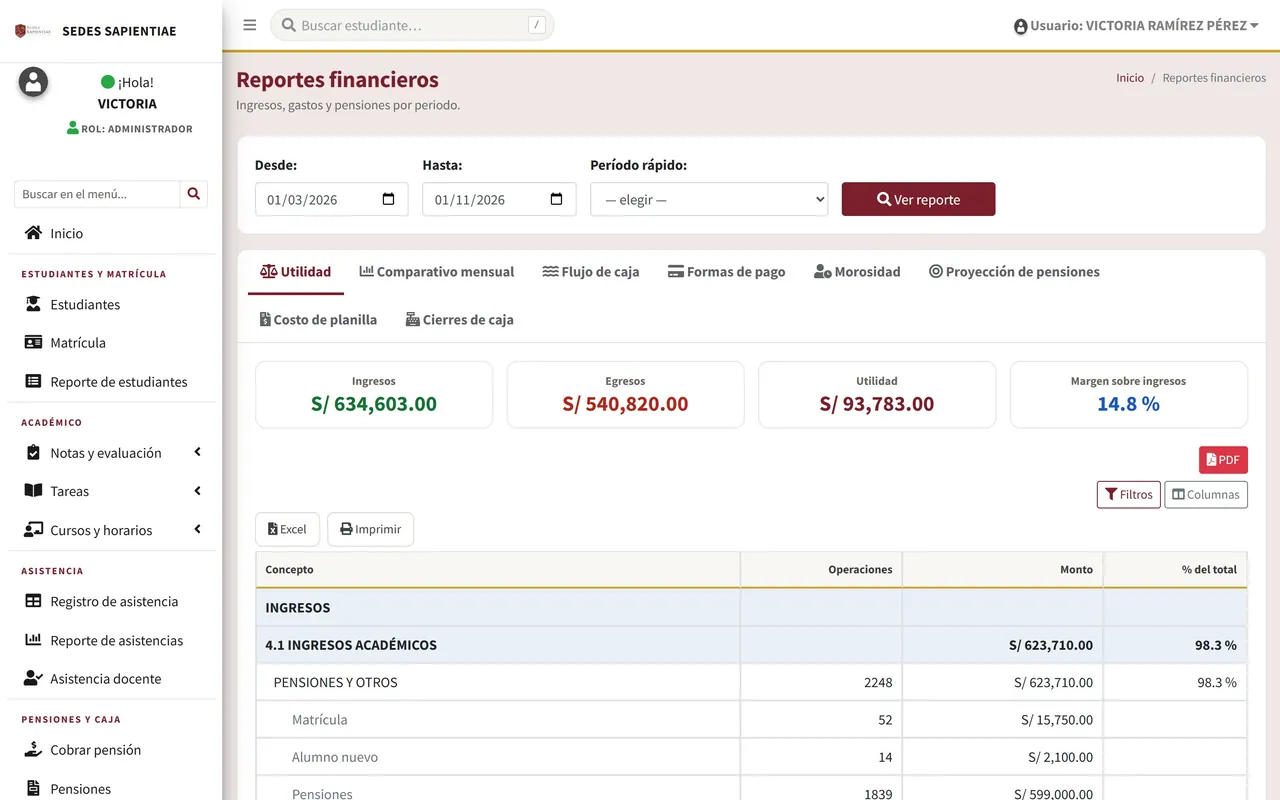 SEDES SAPIENTIAE
Buscar estudiante…
/
Usuario: VICTORIA RAMÍREZ PÉREZ
¡Hola!
VICTORIA
ROL: ADMINISTRADOR
Buscar en el menú...
Inicio
ESTUDIANTES Y MATRÍCULA
Estudiantes
Matrícula
Reporte de estudiantes
ACADÉMICO
Notas y evaluación
Tareas
Cursos y horarios
ASISTENCIA
Registro de asistencia
Reporte de asistencias
Asistencia docente
PENSIONES Y CAJA
Cobrar pensión
Pensiones
Reportes financieros
Inicio / Reportes financieros
Ingresos, gastos y pensiones por periodo.
Desde:
Hasta:
Período rápido:
01/03/2026
01/11/2026
— elegir —
Ver reporte
Utilidad
Comparativo mensual
Flujo de caja
Formas de pago
Morosidad
Proyección de pensiones
Costo de planilla
Cierres de caja
Ingresos
S/ 634,603.00
Egresos
S/ 540,820.00
Utilidad
S/ 93,783.00
Margen sobre ingresos
14.8 %
PDF
Filtros
Columnas
Excel
Imprimir
Concepto Operaciones Monto % del total
INGRESOS
4.1 INGRESOS ACADÉMICOS S/ 623,710.00 98.3 %
PENSIONES Y OTROS 2248 S/ 623,710.00 98.3 %
Matrícula 52 S/ 15,750.00
Alumno nuevo 14 S/ 2,100.00
Pensiones 1839 S/ 599,000.00